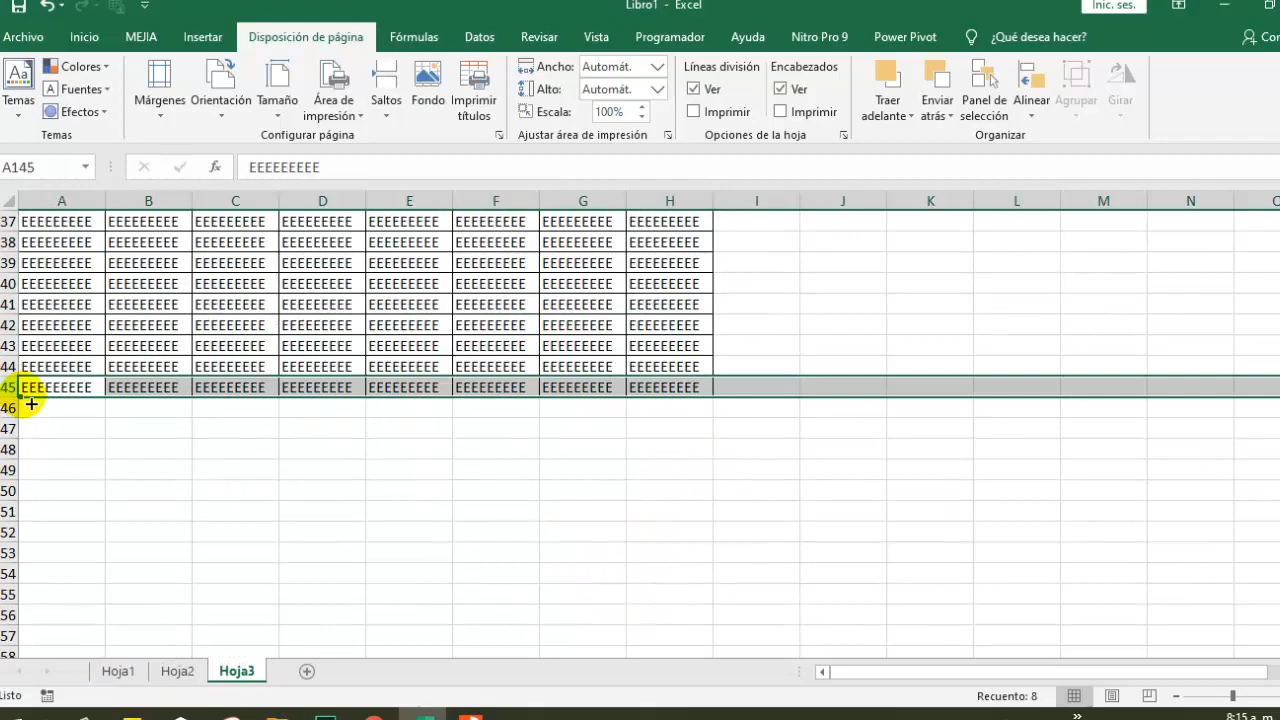 Libro1 - Excel
Inic. ses.
Archivo Inicio MEJIA Insertar Disposición de página Fórmulas Datos Revisar Vista Programador Ayuda Nitro Pro 9 Power Pivot ¿Qué desea hacer?
Colores Ancho: Automát. Líneas división Encabezados
Fuentes Alto: Automát. Ver Ver
Temas Efectos Márgenes Orientación Tamaño Área de impresión Saltos Fondo Imprimir títulos Escala: 100% Imprimir Imprimir Traer adelante Enviar atrás Panel de selección Alinear Agrupar Girar
Temas Configurar página Ajustar área de impresión Opciones de la hoja Organizar
A145 fx EEEEEEEEE
A B C D E F G H I J K L M N
37 EEEEEEEEE EEEEEEEEE EEEEEEEEE EEEEEEEEE EEEEEEEEE EEEEEEEEE EEEEEEEEE EEEEEEEEE
38 EEEEEEEEE EEEEEEEEE EEEEEEEEE EEEEEEEEE EEEEEEEEE EEEEEEEEE EEEEEEEEE EEEEEEEEE
39 EEEEEEEEE EEEEEEEEE EEEEEEEEE EEEEEEEEE EEEEEEEEE EEEEEEEEE EEEEEEEEE EEEEEEEEE
40 EEEEEEEEE EEEEEEEEE EEEEEEEEE EEEEEEEEE EEEEEEEEE EEEEEEEEE EEEEEEEEE EEEEEEEEE
41 EEEEEEEEE EEEEEEEEE EEEEEEEEE EEEEEEEEE EEEEEEEEE EEEEEEEEE EEEEEEEEE EEEEEEEEE
42 EEEEEEEEE EEEEEEEEE EEEEEEEEE EEEEEEEEE EEEEEEEEE EEEEEEEEE EEEEEEEEE EEEEEEEEE
43 EEEEEEEEE EEEEEEEEE EEEEEEEEE EEEEEEEEE EEEEEEEEE EEEEEEEEE EEEEEEEEE EEEEEEEEE
44 EEEEEEEEE EEEEEEEEE EEEEEEEEE EEEEEEEEE EEEEEEEEE EEEEEEEEE EEEEEEEEE EEEEEEEEE
45 EEEEEEEEE EEEEEEEEE EEEEEEEEE EEEEEEEEE EEEEEEEEE EEEEEEEEE EEEEEEEEE EEEEEEEEE
46
47
48
49
50
51
52
53
54
55
56
57
58
Hoja1 Hoja2 Hoja3
Listo Recuento: 8
8:15 a. m.